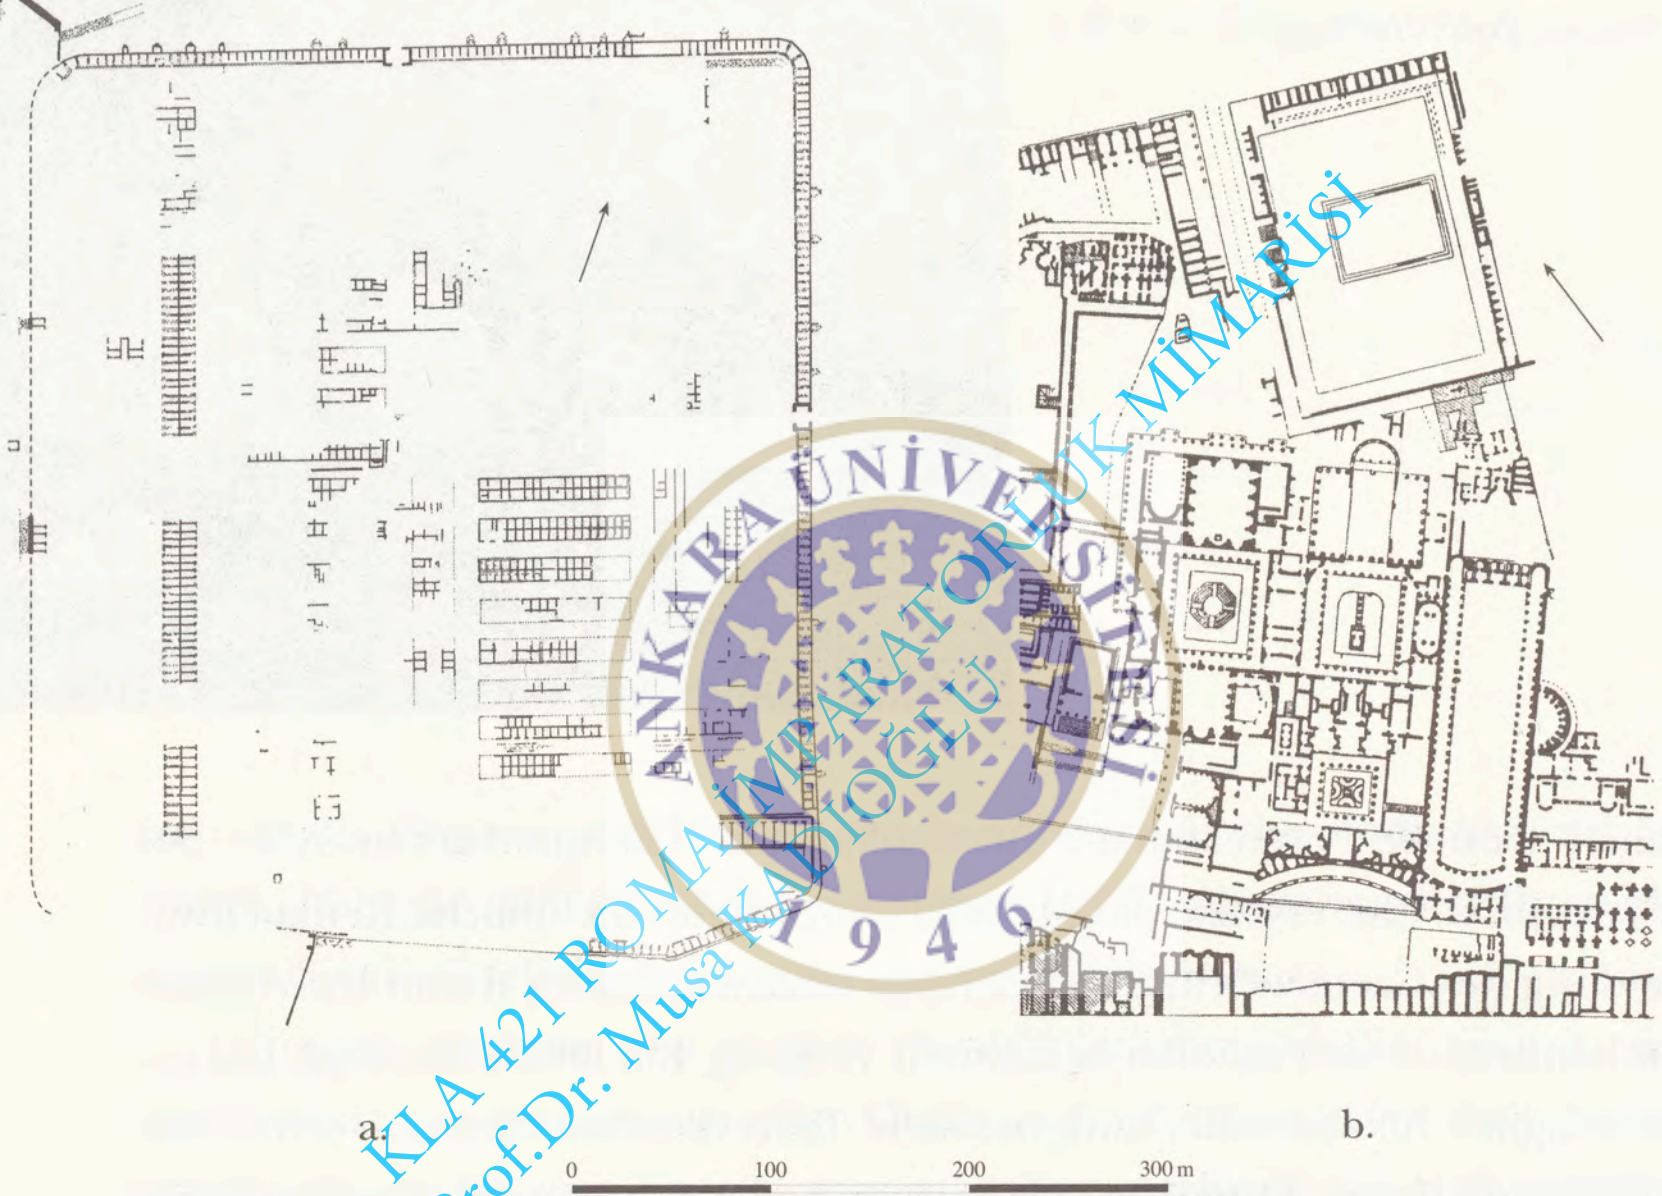 ANKARA ÜNİVERSİTESİ
1946
KLA 421 ROMA İMPARATORLUK MİMARİSİ
Prof.Dr. Musa KADIOĞLU
a.
b.
0 100 200 300 m